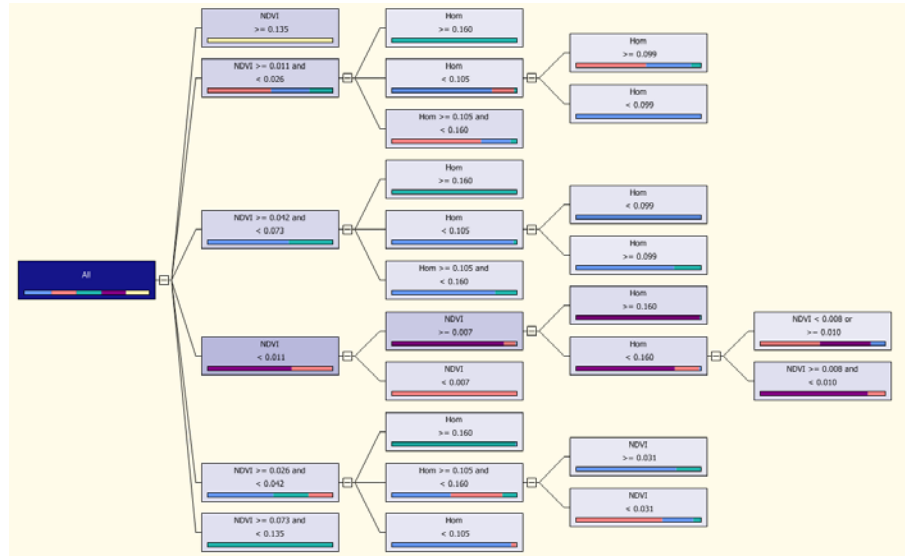 All
NDVI
>= 0.135
NDVI >= 0.011 and
< 0.026
Hom
>= 0.160
Hom
< 0.105
Hom
>= 0.099
Hom
< 0.099
Hom >= 0.105 and
< 0.160
NDVI >= 0.042 and
< 0.073
Hom
>= 0.160
Hom
< 0.105
Hom
< 0.099
Hom
>= 0.099
Hom >= 0.105 and
< 0.160
NDVI
< 0.011
NDVI
>= 0.007
Hom
>= 0.160
Hom
< 0.160
NDVI < 0.008 or
>= 0.010
NDVI >= 0.008 and
< 0.010
NDVI
< 0.007
NDVI >= 0.026 and
< 0.042
Hom
>= 0.160
Hom >= 0.105 and
< 0.160
NDVI
>= 0.031
NDVI
< 0.031
Hom
< 0.105
NDVI >= 0.073 and
< 0.135